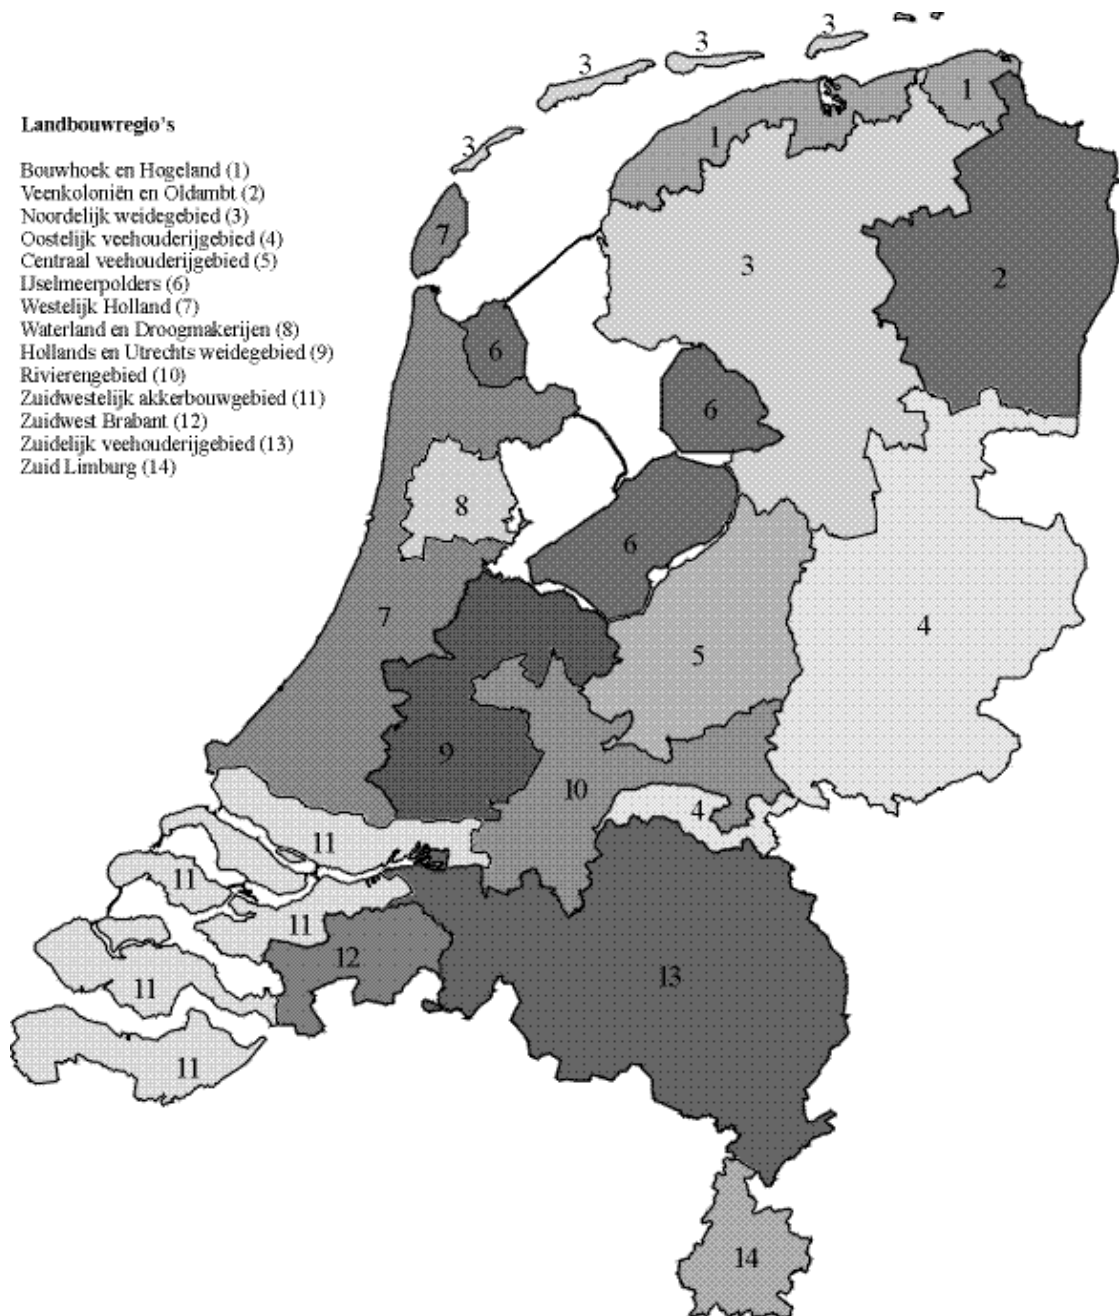 3
3
3
3
1
1
Landbouwregio's
Bouwhoek en Hogeland (1)
Veenkoloniën en Oldambt (2)
Noordelijk weidegebied (3)
Oostelijk veehouderijgebied (4)
Centraal veehouderijgebied (5)
IJselmeerpolders (6)
Westelijk Holland (7)
Waterland en Droogmakerijen (8)
Hollands en Utrechts weidegebied (9)
Rivierengebied (10)
Zuidwestelijk akkerbouwgebied (11)
Zuidwest Brabant (12)
Zuidelijk veehouderijgebied (13)
Zuid Limburg (14)
7
3
2
6
6
8
6
7
5
4
9
10
4
11
11
11
12
11
13
11
14